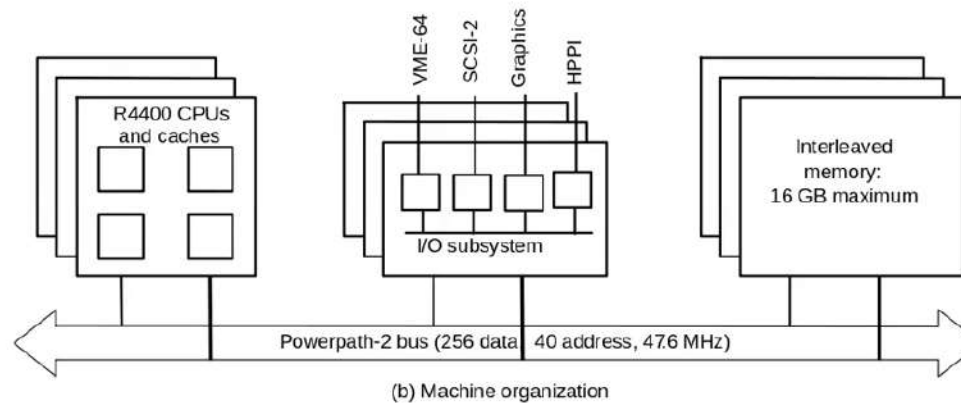 VME-64
SCSI-2
Graphics
HPPI
R4400 CPUs
and caches
I/O subsystem
Interleaved
memory:
16 GB maximum
Powerpath-2 bus (256 data, 40 address, 47.6 MHz)
(b) Machine organization